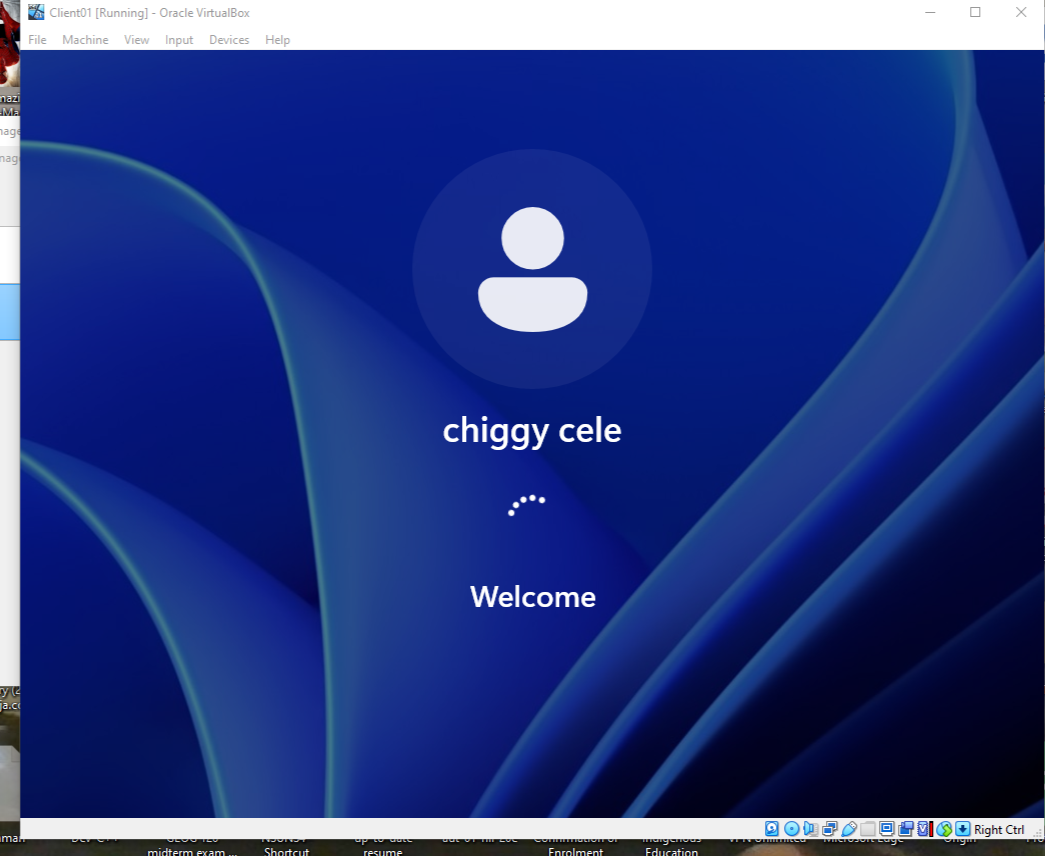 Client01 [Running] - Oracle VirtualBox
File Machine View Input Devices Help
chiggy cele
Welcome
Right Ctrl
midterm exam ...
Shortcut
resume
Enrolment
Education